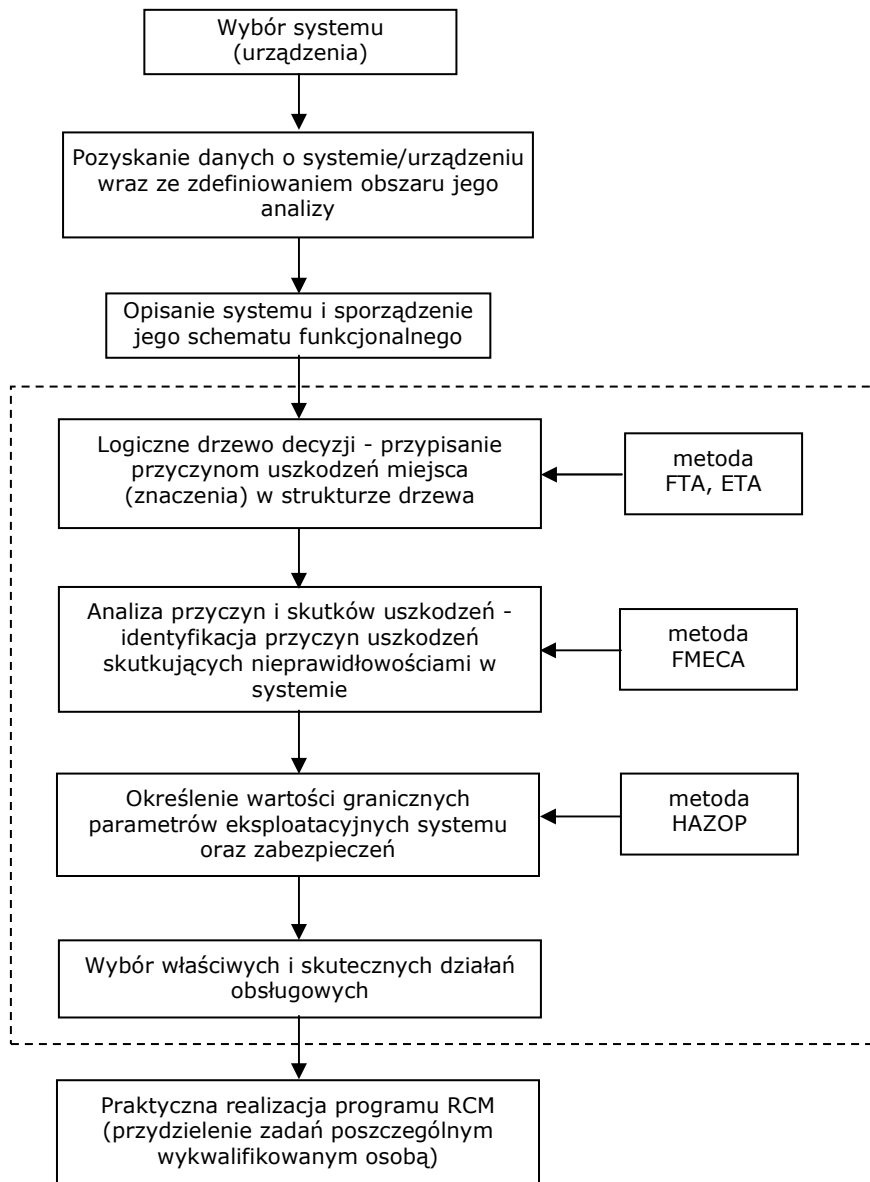 Wybór systemu
(urządzenia)
Pozyskanie danych o systemie/urządzeniu
wraz ze zdefiniowaniem obszaru jego
analizy
Opisanie systemu i sporządzenie
jego schematu funkcjonalnego
Logiczne drzewo decyzji - przypisanie
przyczynom uszkodzeń miejsca
(znaczenia) w strukturze drzewa
metoda
FTA, ETA
Analiza przyczyn i skutków uszkodzeń -
identyfikacja przyczyn uszkodzeń
skutkujących nieprawidłowościami w
systemie
metoda
FMECA
Określenie wartości granicznych
parametrów eksploatacyjnych systemu
oraz zabezpieczeń
metoda
HAZOP
Wybór właściwych i skutecznych działań
obsługowych
Praktyczna realizacja programu RCM
(przydzielenie zadań poszczególnym
wykwalifikowanym osobą)